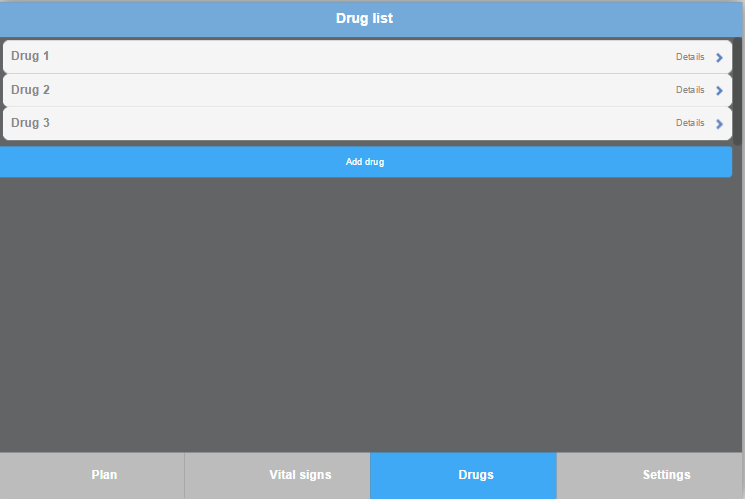 Drug list
Drug 1 Details
Drug 2 Details
Drug 3 Details
Add drug
Plan Vital signs Drugs Settings